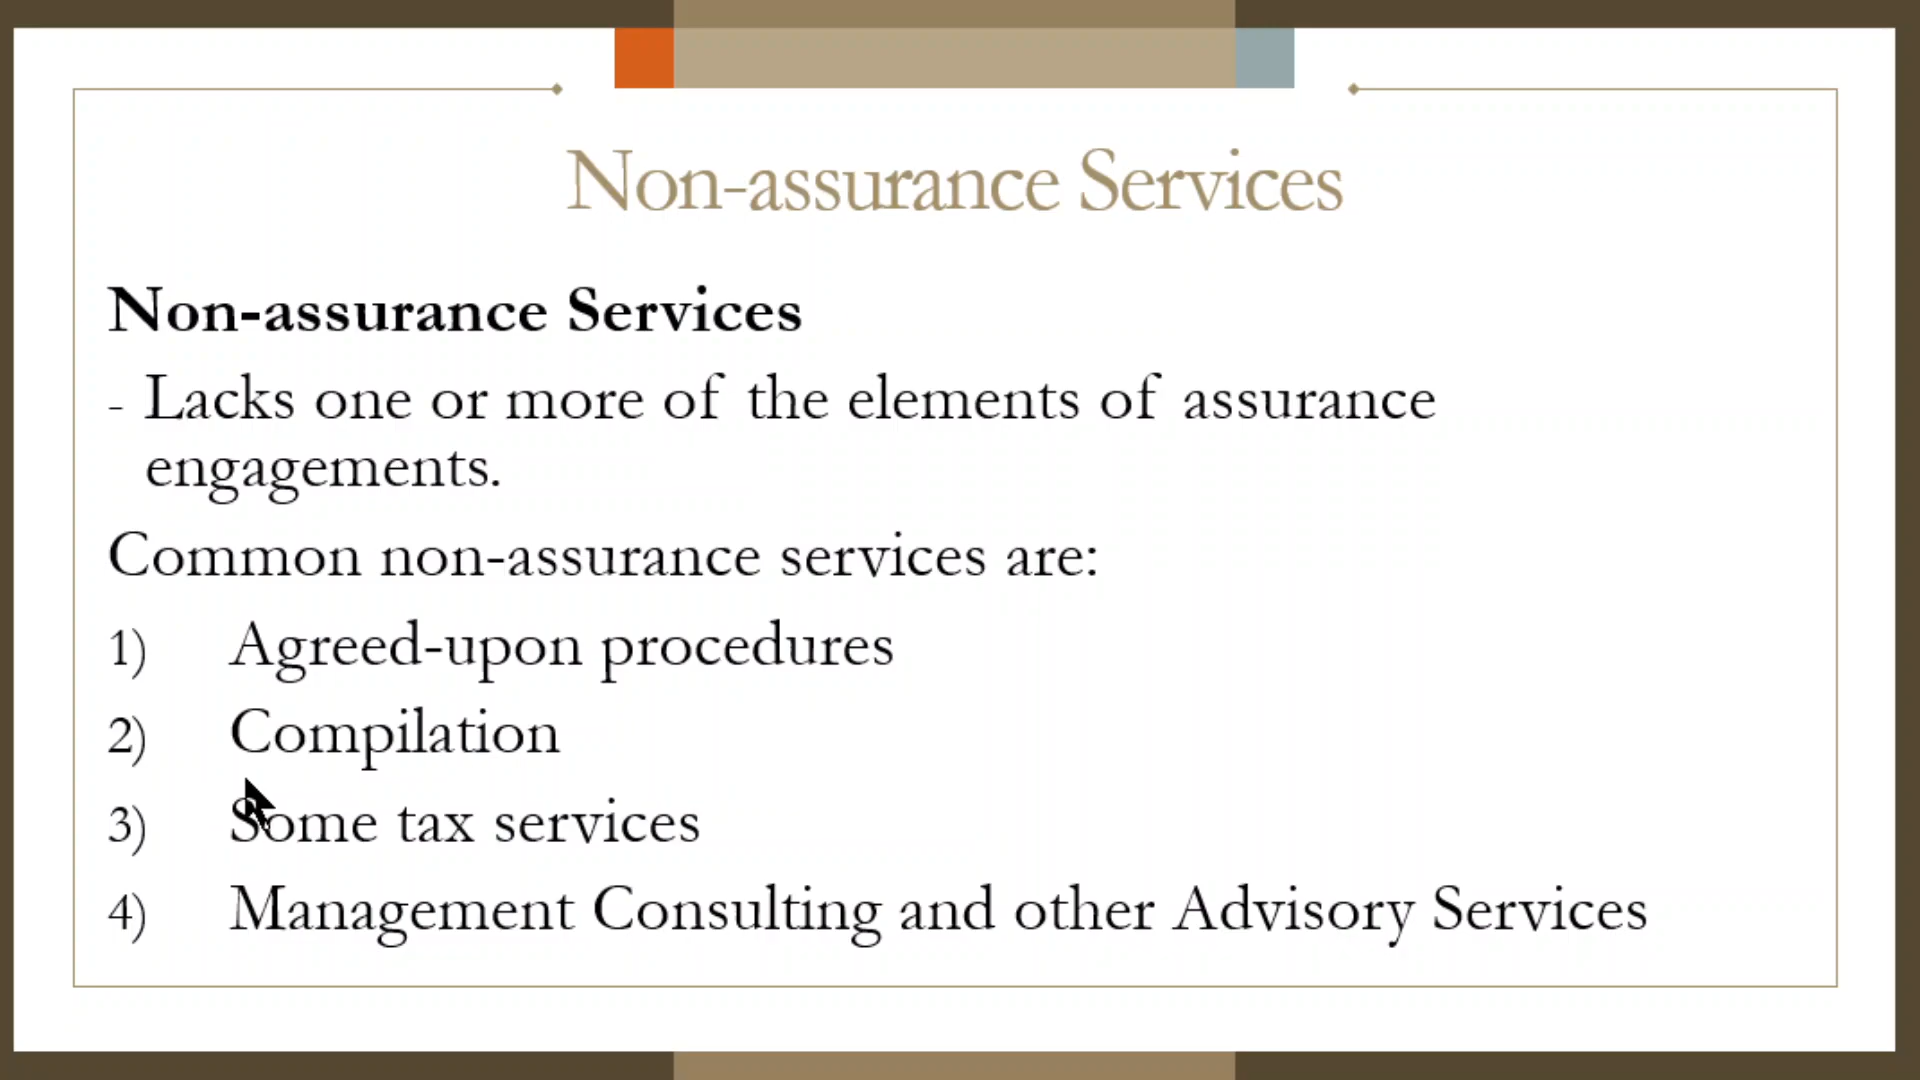 Non-assurance Services
Non-assurance Services
- Lacks one or more of the elements of assurance
engagements.
Common non-assurance services are:
1) Agreed-upon procedures
2) Compilation
3) Some tax services
4) Management Consulting and other Advisory Services